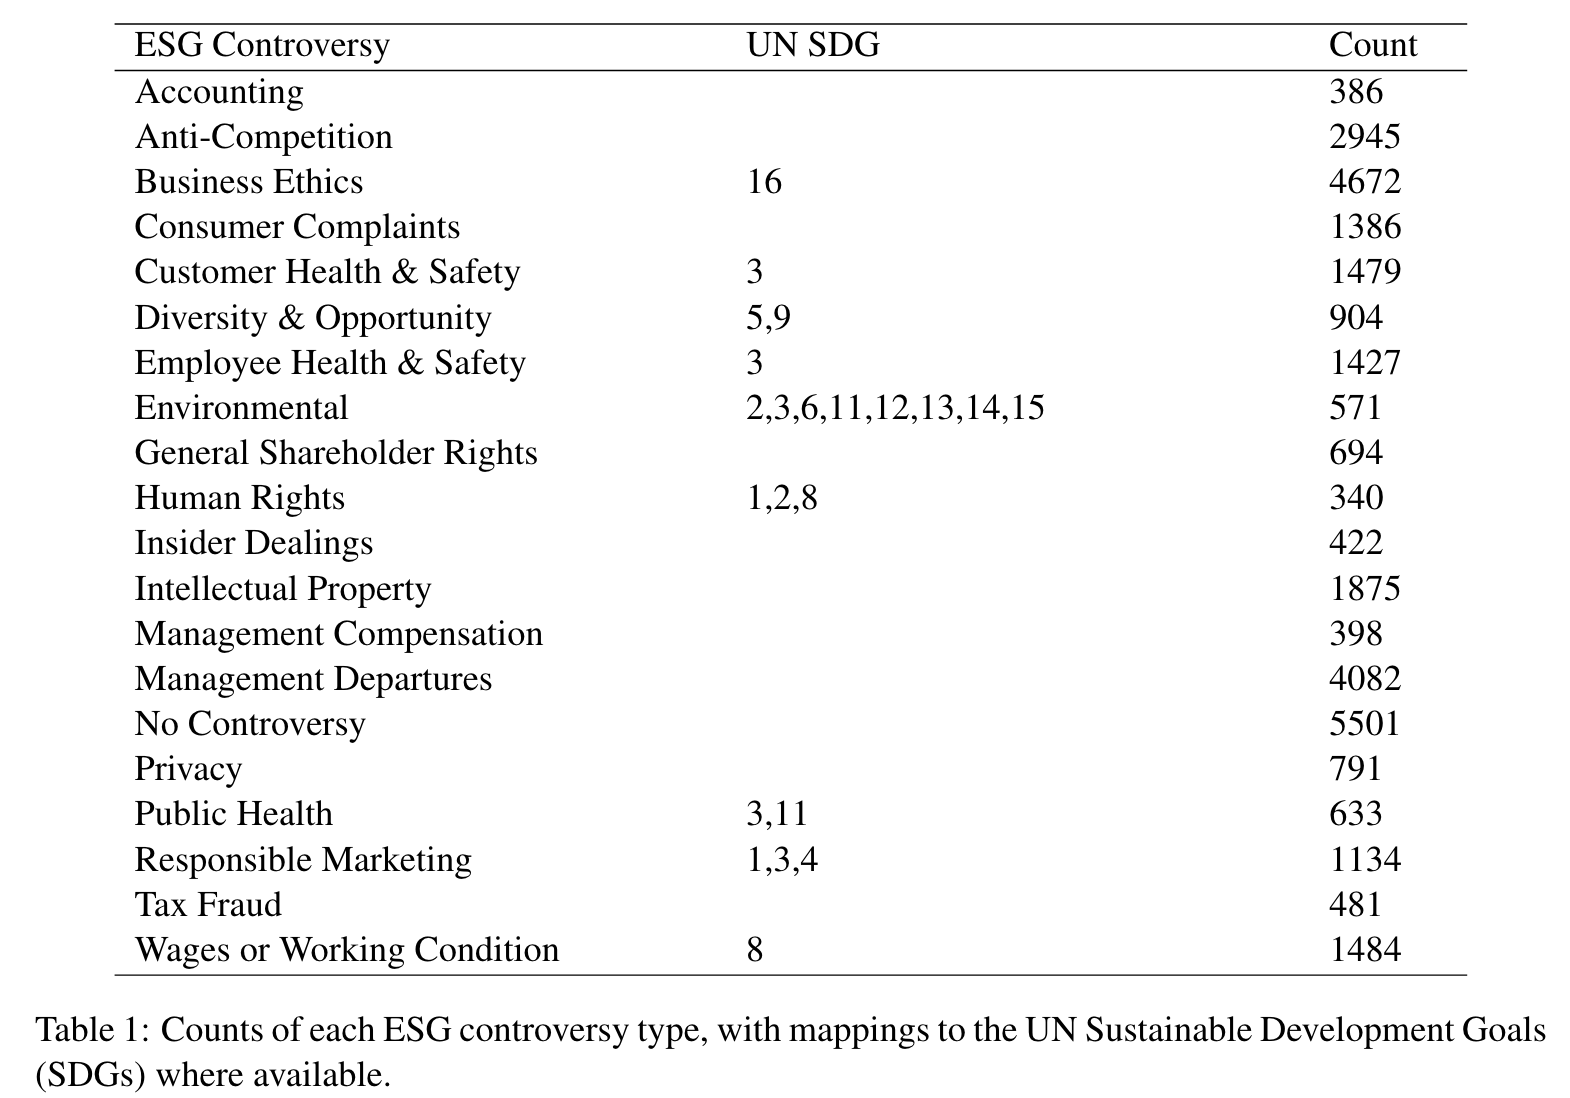 ESG Controversy UN SDG Count
Accounting 386
Anti-Competition 2945
Business Ethics 16 4672
Consumer Complaints 1386
Customer Health & Safety 3 1479
Diversity & Opportunity 5,9 904
Employee Health & Safety 3 1427
Environmental 2,3,6,11,12,13,14,15 571
General Shareholder Rights 694
Human Rights 1,2,8 340
Insider Dealings 422
Intellectual Property 1875
Management Compensation 398
Management Departures 4082
No Controversy 5501
Privacy 791
Public Health 3,11 633
Responsible Marketing 1,3,4 1134
Tax Fraud 481
Wages or Working Condition 8 1484
Table 1: Counts of each ESG controversy type, with mappings to the UN Sustainable Development Goals
(SDGs) where available.